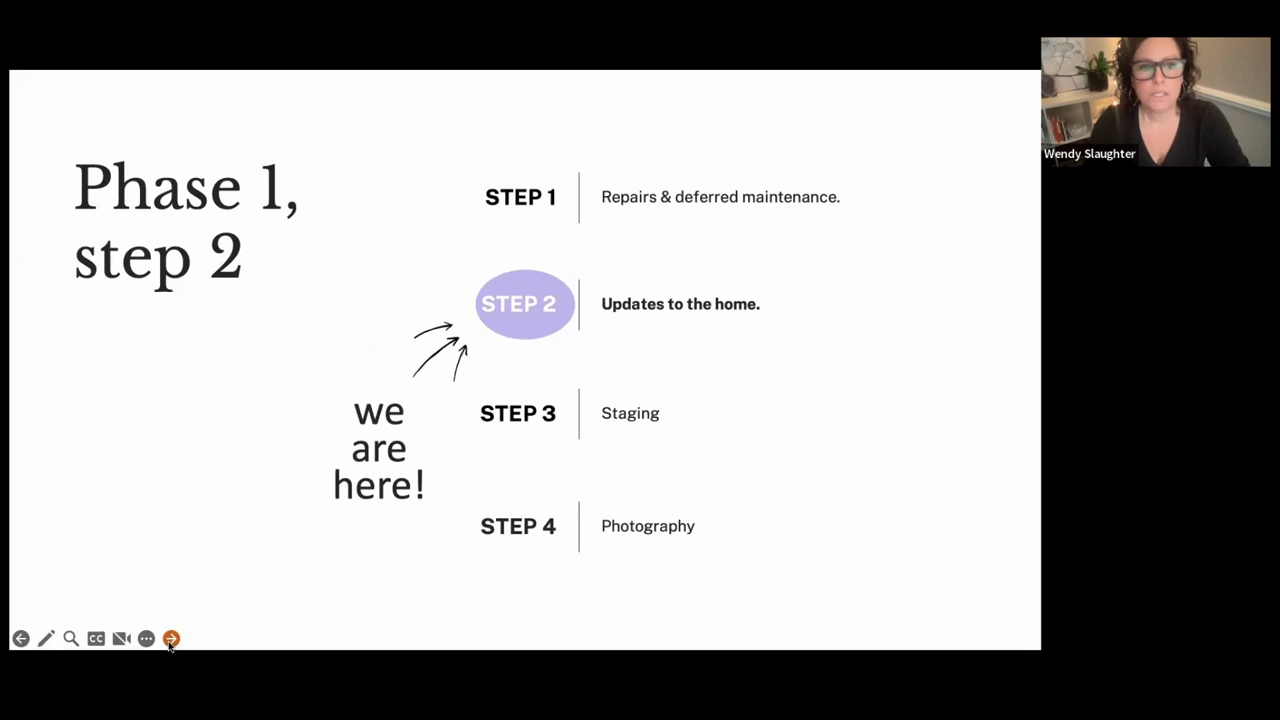 Phase 1,
step 2
STEP 1
Repairs & deferred maintenance.
STEP 2
Updates to the home.
we
are
here!
STEP 3
Staging
STEP 4
Photography
CC
Wendy Slaughter